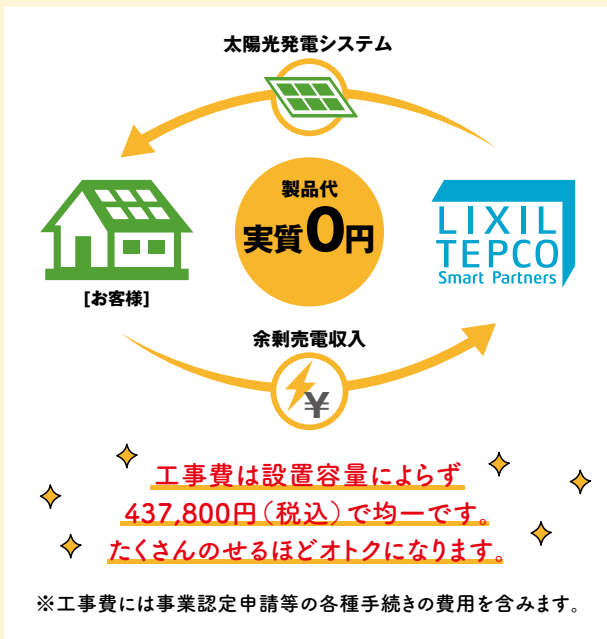 太陽光発電システム
製品代
実質0円
LIXIL
TEPCO
Smart Partners
[お客様]
余剰売電収入
¥
工事費は設置容量によらず
437,800円（税込）で均一です。
たくさんのせるほどオトクになります。
※工事費には事業認定申請等の各種手続きの費用を含みます。